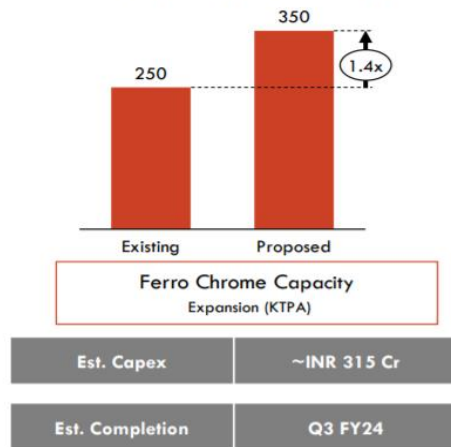 350
1.4x
250
Existing Proposed
Ferro Chrome Capacity
Expansion (KTPA)
Est. Capex ~INR 315 Cr
Est. Completion Q3 FY24